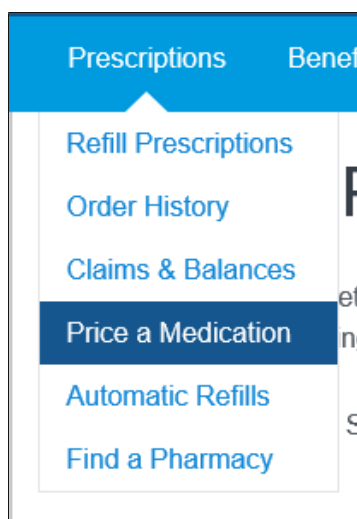 Prescriptions
Refill Prescriptions
Order History
Claims & Balances
Price a Medication
Automatic Refills
Find a Pharmacy